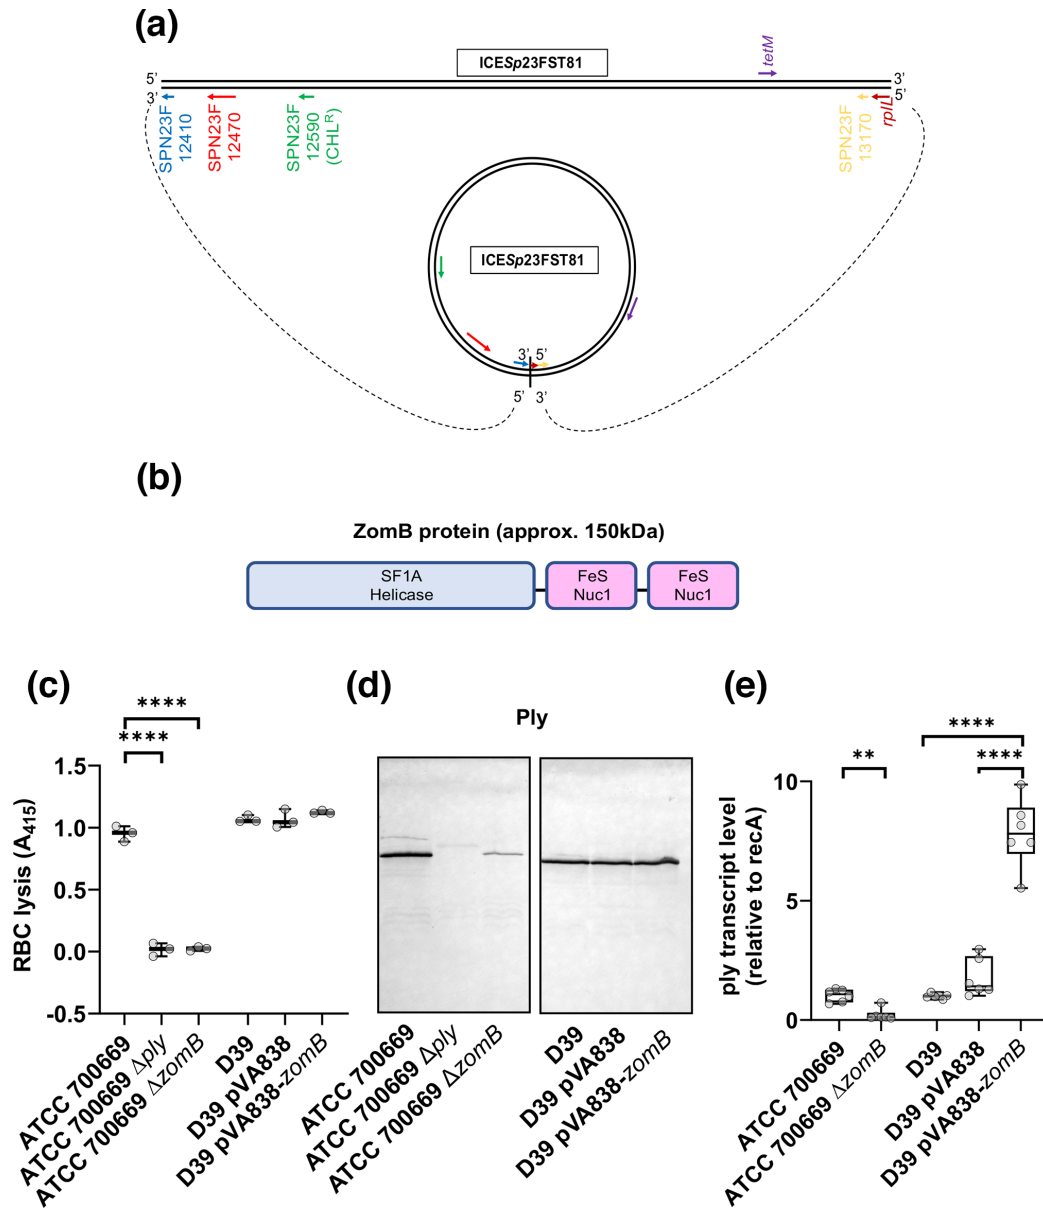 (a)
ICESp23FST81
tetM
5'
3'
3'
5'
SPN23F
12410
SPN23F
12470
SPN23F
12590
(CHLᴿ)
SPN23F
13170
rplL
ICESp23FST81
3' 5'
5' 3'
(b)
ZomB protein (approx. 150kDa)
SF1A
Helicase
FeS
Nuc1
FeS
Nuc1
(c)
****
****
RBC lysis (A₄₁₅)
1.5
1.0
0.5
0.0
-0.5
ATCC 700669
ATCC 700669 Δply
ATCC 700669 ΔzomB
D39
D39 pVA838
D39 pVA838-zomB
(d)
Ply
ATCC 700669
ATCC 700669 Δply
ATCC 700669 ΔzomB
D39
D39 pVA838
D39 pVA838-zomB
(e)
****
**
****
ply transcript level
(relative to recA)
10
5
0
ATCC 700669
ATCC 700669 ΔzomB
D39
D39 pVA838
D39 pVA838-zomB